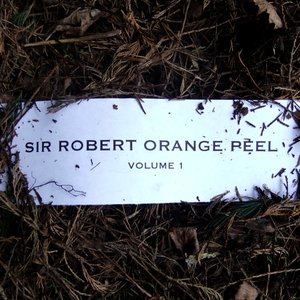 SIR ROBERT ORANGE PEEL
VOLUME 1